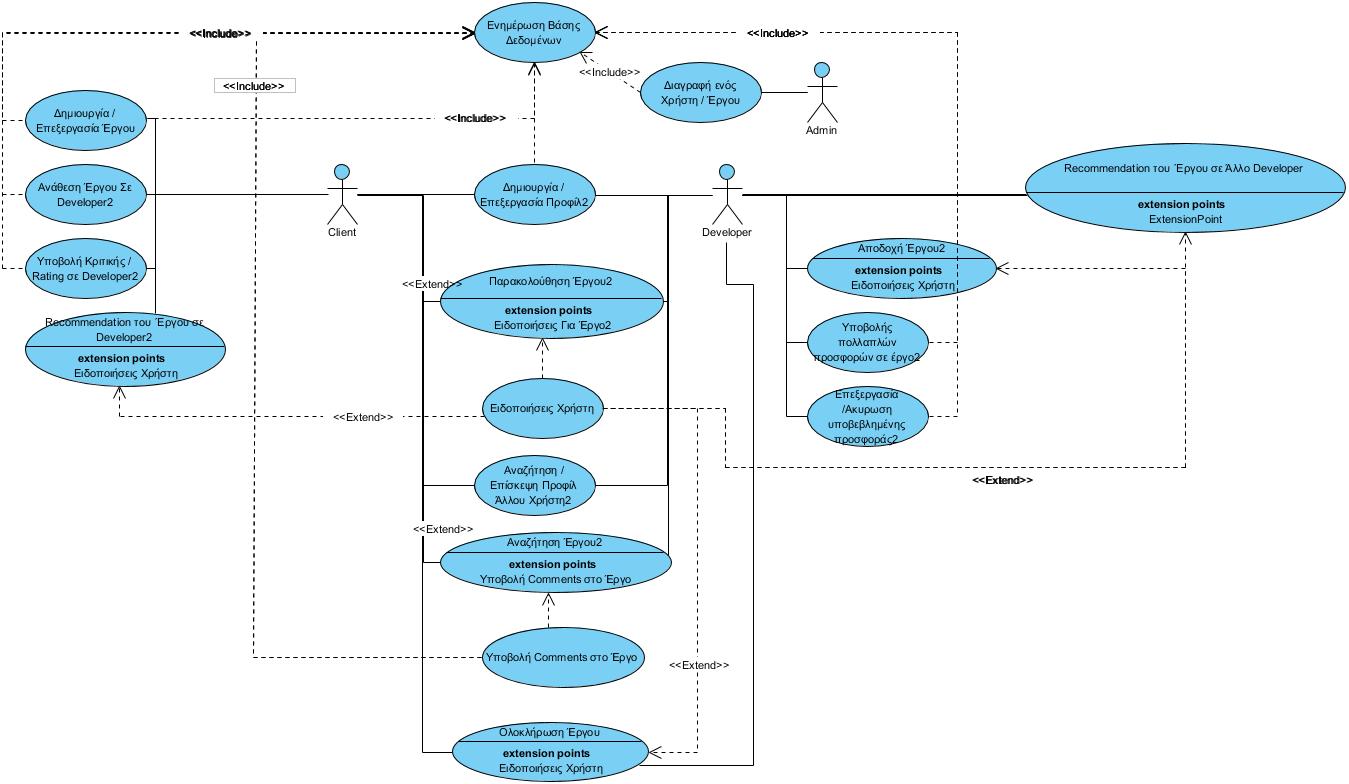 Ενημέρωση Βάσης
Δεδομένων
<<Include>>
<<Include>>
<<Include>>
<<Include>>
Διαγραφή ενός
Χρήστη / Έργου
Admin
Δημιουργία /
Επεξεργασία Έργου
<<Include>>
Ανάθεση Έργου Σε
Developer2
Client
Δημιουργία /
Επεξεργασία Προφίλ2
Developer
Recommendation του Έργου σε Άλλο Developer
extension points
ExtensionPoint
Υποβολή Κριτικής /
Rating σε Developer2
<<Extend>>
Παρακολούθηση Έργου2
extension points
Ειδοποιήσεις Για Έργο2
Αποδοχή Έργου2
extension points
Ειδοποιήσεις Χρήστη
Recommendation του Έργου σε
Developer2
extension points
Ειδοποιήσεις Χρήστη
Υποβολής
πολλαπλών
προσφορών σε έργο2
<<Extend>>
Ειδοποιήσεις Χρήστη
Επεξεργασία
/Ακυρωση
υποβεβλημένης
προσφοράς2
Αναζήτηση /
Επίσκεψη Προφίλ
Άλλου Χρήστη2
<<Extend>>
<<Extend>>
Αναζήτηση Έργου2
extension points
Υποβολή Comments στο Έργο
Υποβολή Comments στο Έργο
<<Extend>>
Ολοκλήρωση Έργου
extension points
Ειδοποιήσεις Χρήστη